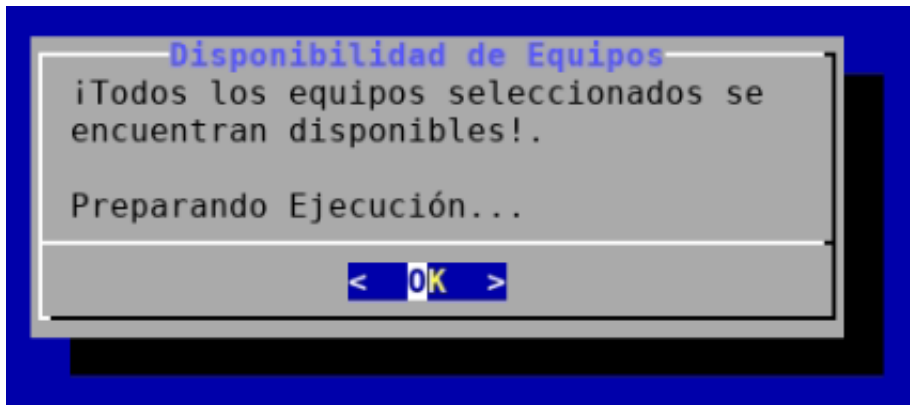 Disponibilidad de Equipos
¡Todos los equipos seleccionados se
encuentran disponibles!.
Preparando Ejecución...
< OK >